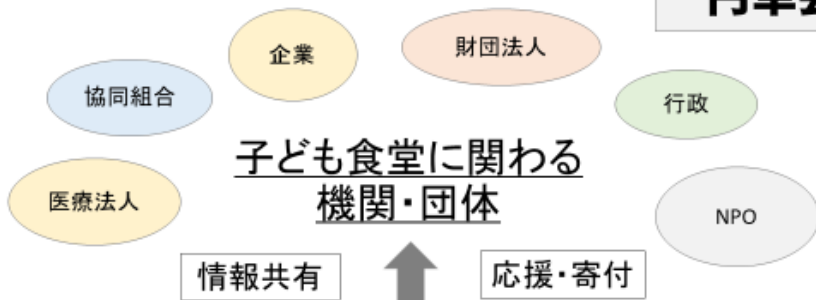 企業
財団法人
協同組合
行政
子ども食堂に関わる
機関・団体
医療法人
NPO
情報共有
応援・寄付